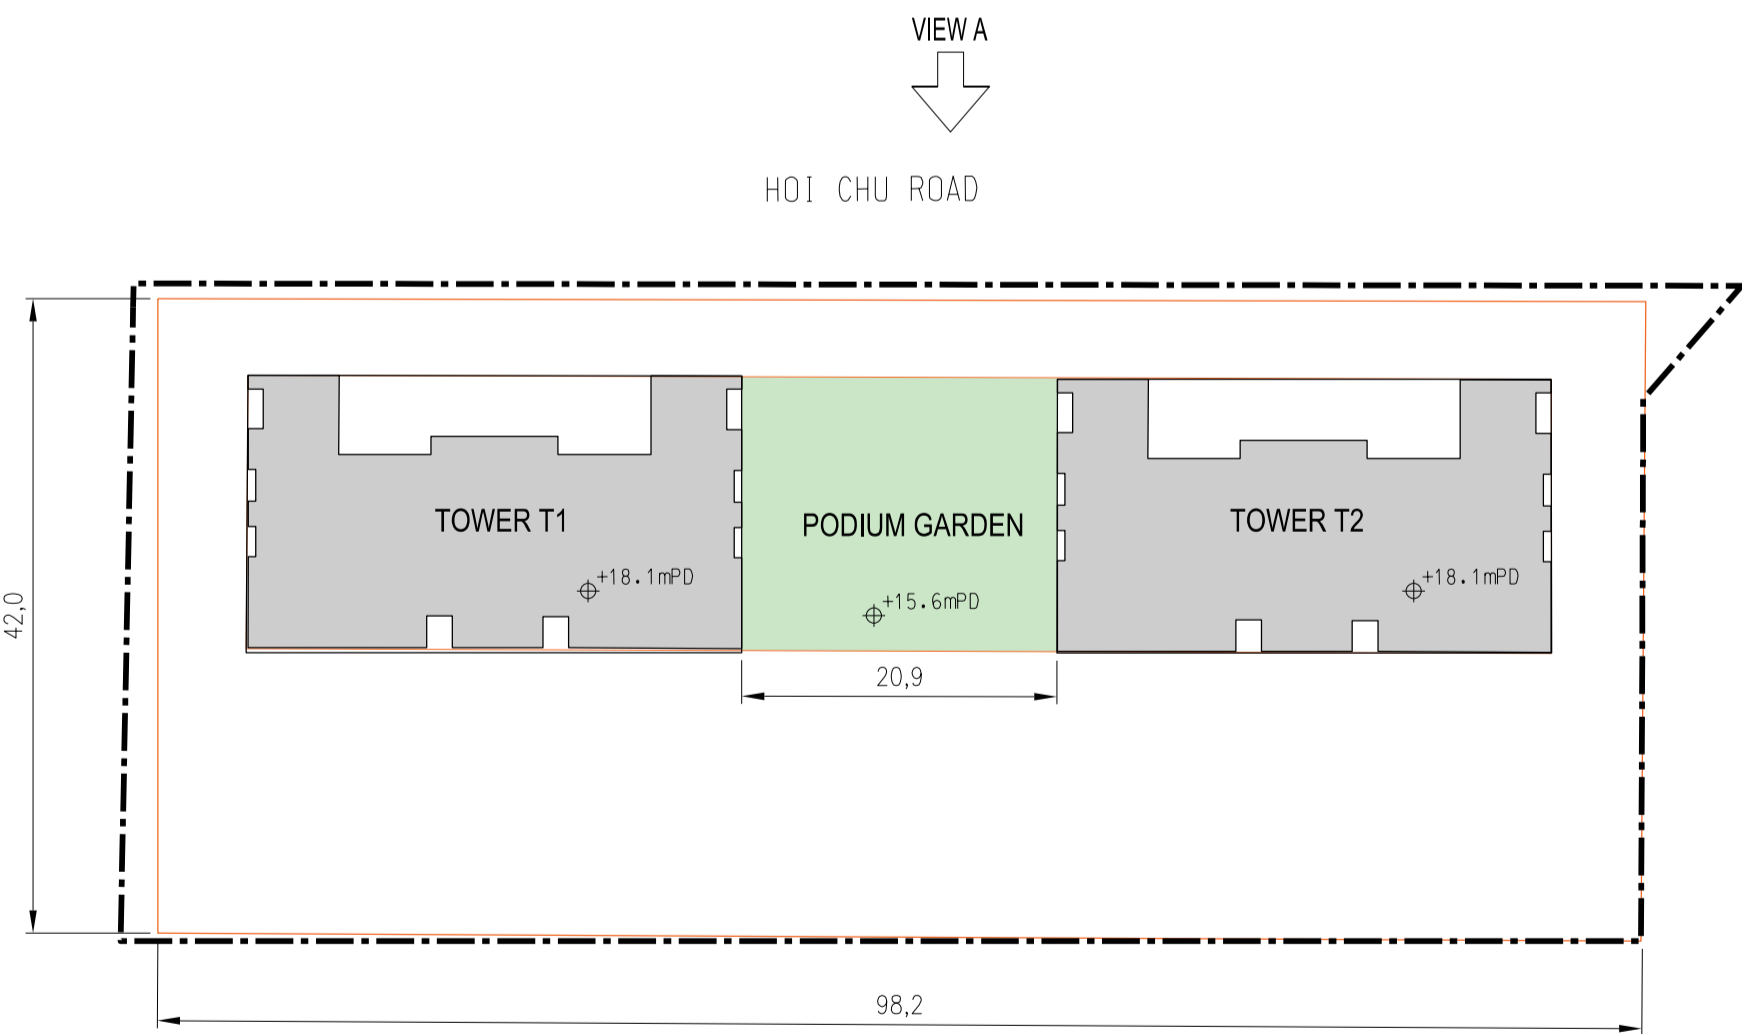 VIEW A
HOI CHU ROAD
TOWER T1
PODIUM GARDEN
TOWER T2
+18.1mPD
+15.6mPD
+18.1mPD
42,0
20,9
98,2